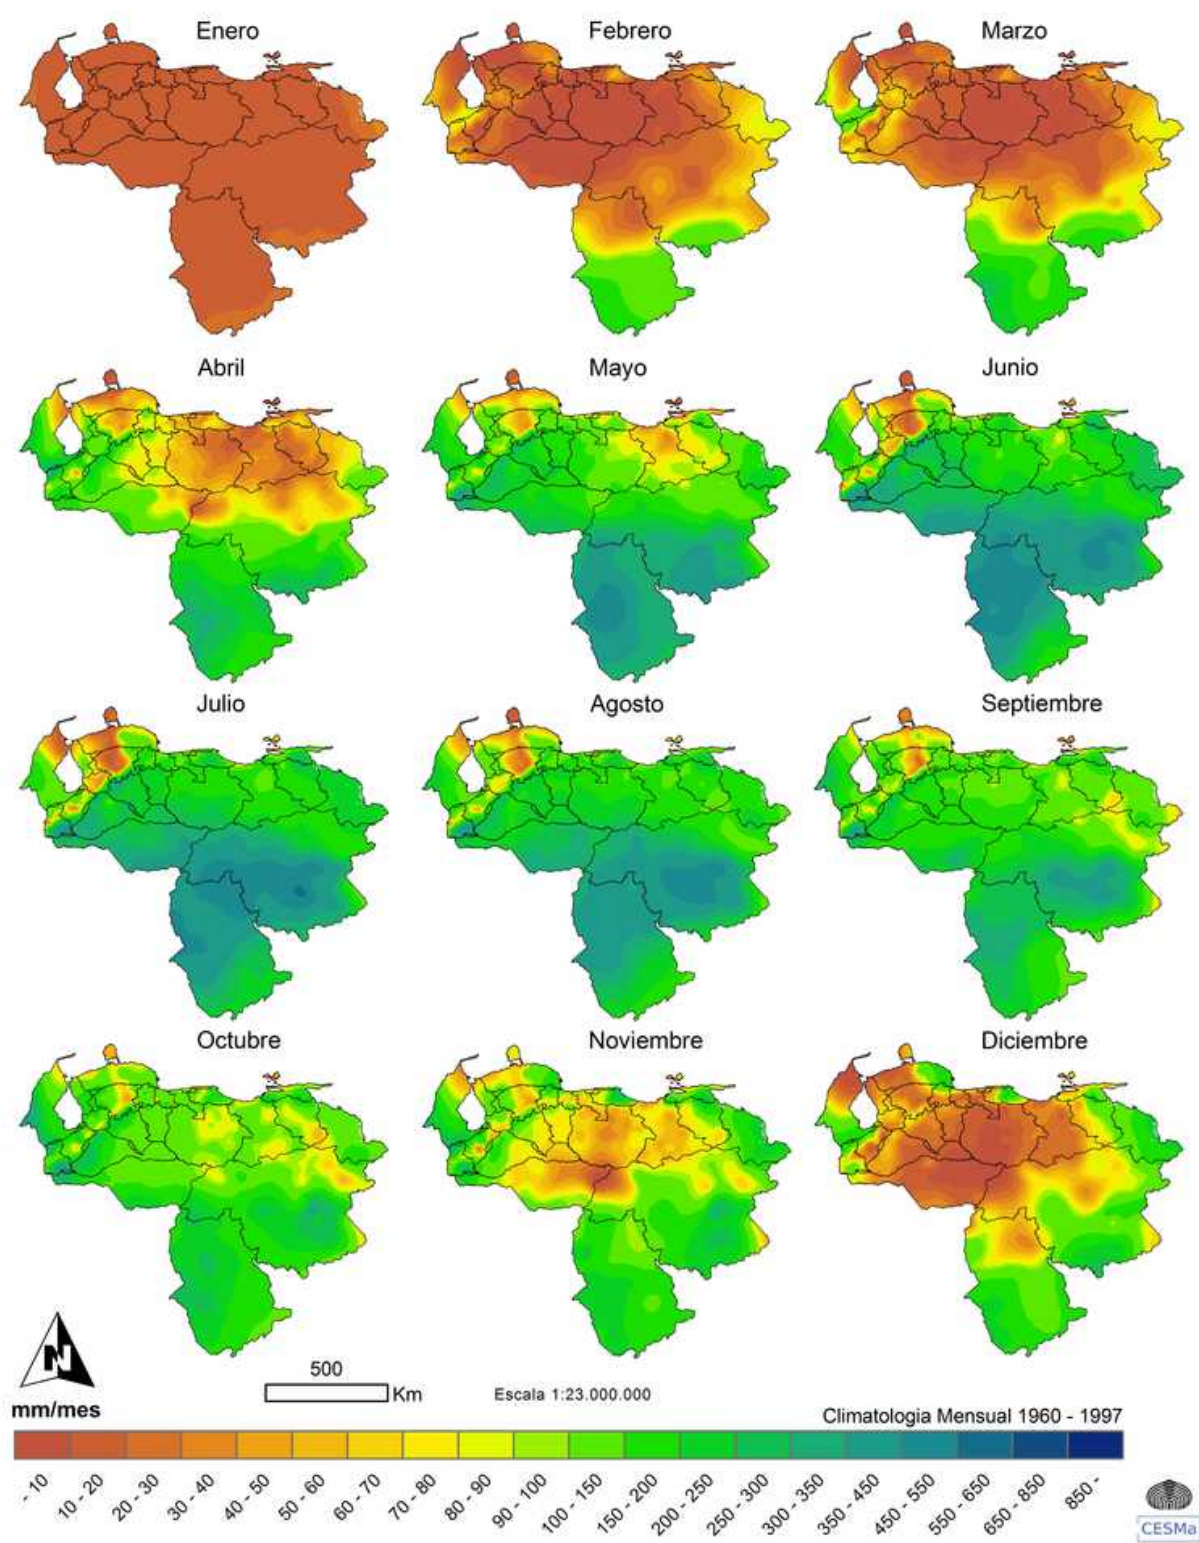 Enero
Febrero
Marzo
Abril
Mayo
Junio
Julio
Agosto
Septiembre
Octubre
Noviembre
Diciembre
N
500
Km
Escala 1:23.000.000
mm/mes
Climatologia Mensual 1960 - 1997
- 10
10 - 20
20 - 30
30 - 40
40 - 50
50 - 60
60 - 70
70 - 80
80 - 90
90 - 100
100 - 150
150 - 200
200 - 250
250 - 300
300 - 350
350 - 450
450 - 550
550 - 650
650 - 850
850 -
CESMa